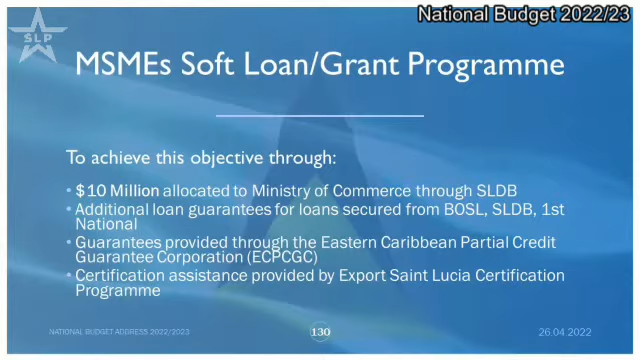 National Budget 2022/23
SLP
MSMEs Soft Loan/Grant Programme
To achieve this objective through:
• $10 Million allocated to Ministry of Commerce through SLDB
• Additional loan guarantees for loans secured from BOSL, SLDB, 1st
National
• Guarantees provided through the Eastern Caribbean Partial Credit
Guarantee Corporation (ECPCGC)
• Certification assistance provided by Export Saint Lucia Certification
Programme
NATIONAL BUDGET ADDRESS 2022/2023
130
26.04.2022